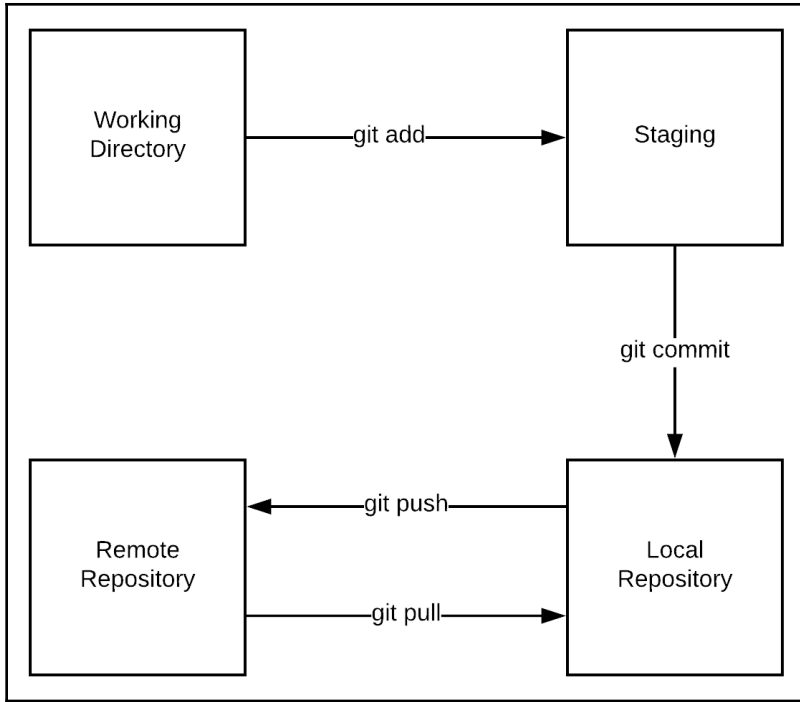 Working
Directory
git add
Staging
git commit
git push
Remote
Repository
Local
Repository
git pull